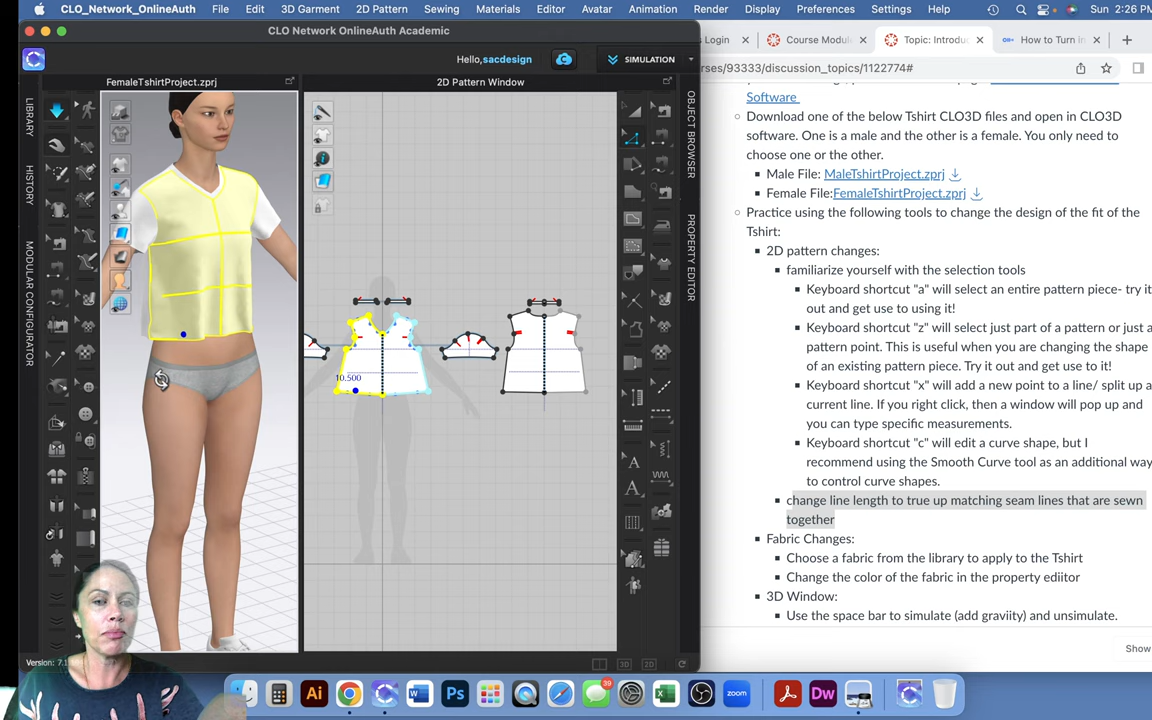 CLO_Network_OnlineAuth File Edit 3D Garment 2D Pattern Sewing Materials Editor Avatar Animation Render Display Preferences Settings Help Sun 2:26 PM
CLO Network OnlineAuth Academic
Login
Course Modul
Topic: Introdu
How to Turn in
Hello,sacdesign
SIMULATION
rses/93333/discussion_topics/1122774#
FemaleTshirtProject.zprj
2D Pattern Window
LIBRARY
HISTORY
MODULAR CONFIGURATOR
OBJECT BROWSER
PROPERTY EDITOR
10.500
Software
Download one of the below Tshirt CLO3D files and open in CLO3D
software. One is a male and the other is a female. You only need to
choose one or the other.
Male File: MaleTshirtProject.zprj
Female File:FemaleTshirtProject.zprj
Practice using the following tools to change the design of the fit of the
Tshirt:
2D pattern changes:
familiarize yourself with the selection tools
Keyboard shortcut "a" will select an entire pattern piece- try it
out and get use to using it!
Keyboard shortcut "z" will select just part of a pattern or just a
pattern point. This is useful when you are changing the shape
of an existing pattern piece. Try it out and get use to it!
Keyboard shortcut "x" will add a new point to a line/ split up a
current line. If you right click, then a window will pop up and
you can type specific measurements.
Keyboard shortcut "c" will edit a curve shape, but I
recommend using the Smooth Curve tool as an additional way
to control curve shapes.
change line length to true up matching seam lines that are sewn
together
Fabric Changes:
Choose a fabric from the library to apply to the Tshirt
Change the color of the fabric in the property ediitor
3D Window:
Use the space bar to simulate (add graviity) and unsimulate.
Show
Version: 7.1
3D
2D
39
zoom